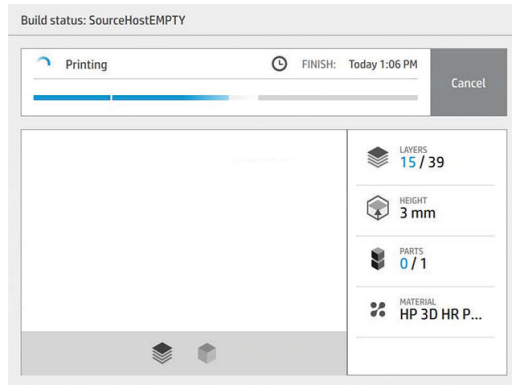 Build status: SourceHostEMPTY
Printing
FINISH: Today 1:06 PM
Cancel
LAYERS
15 / 39
HEIGHT
3 mm
PARTS
0 / 1
MATERIAL
HP 3D HR P...